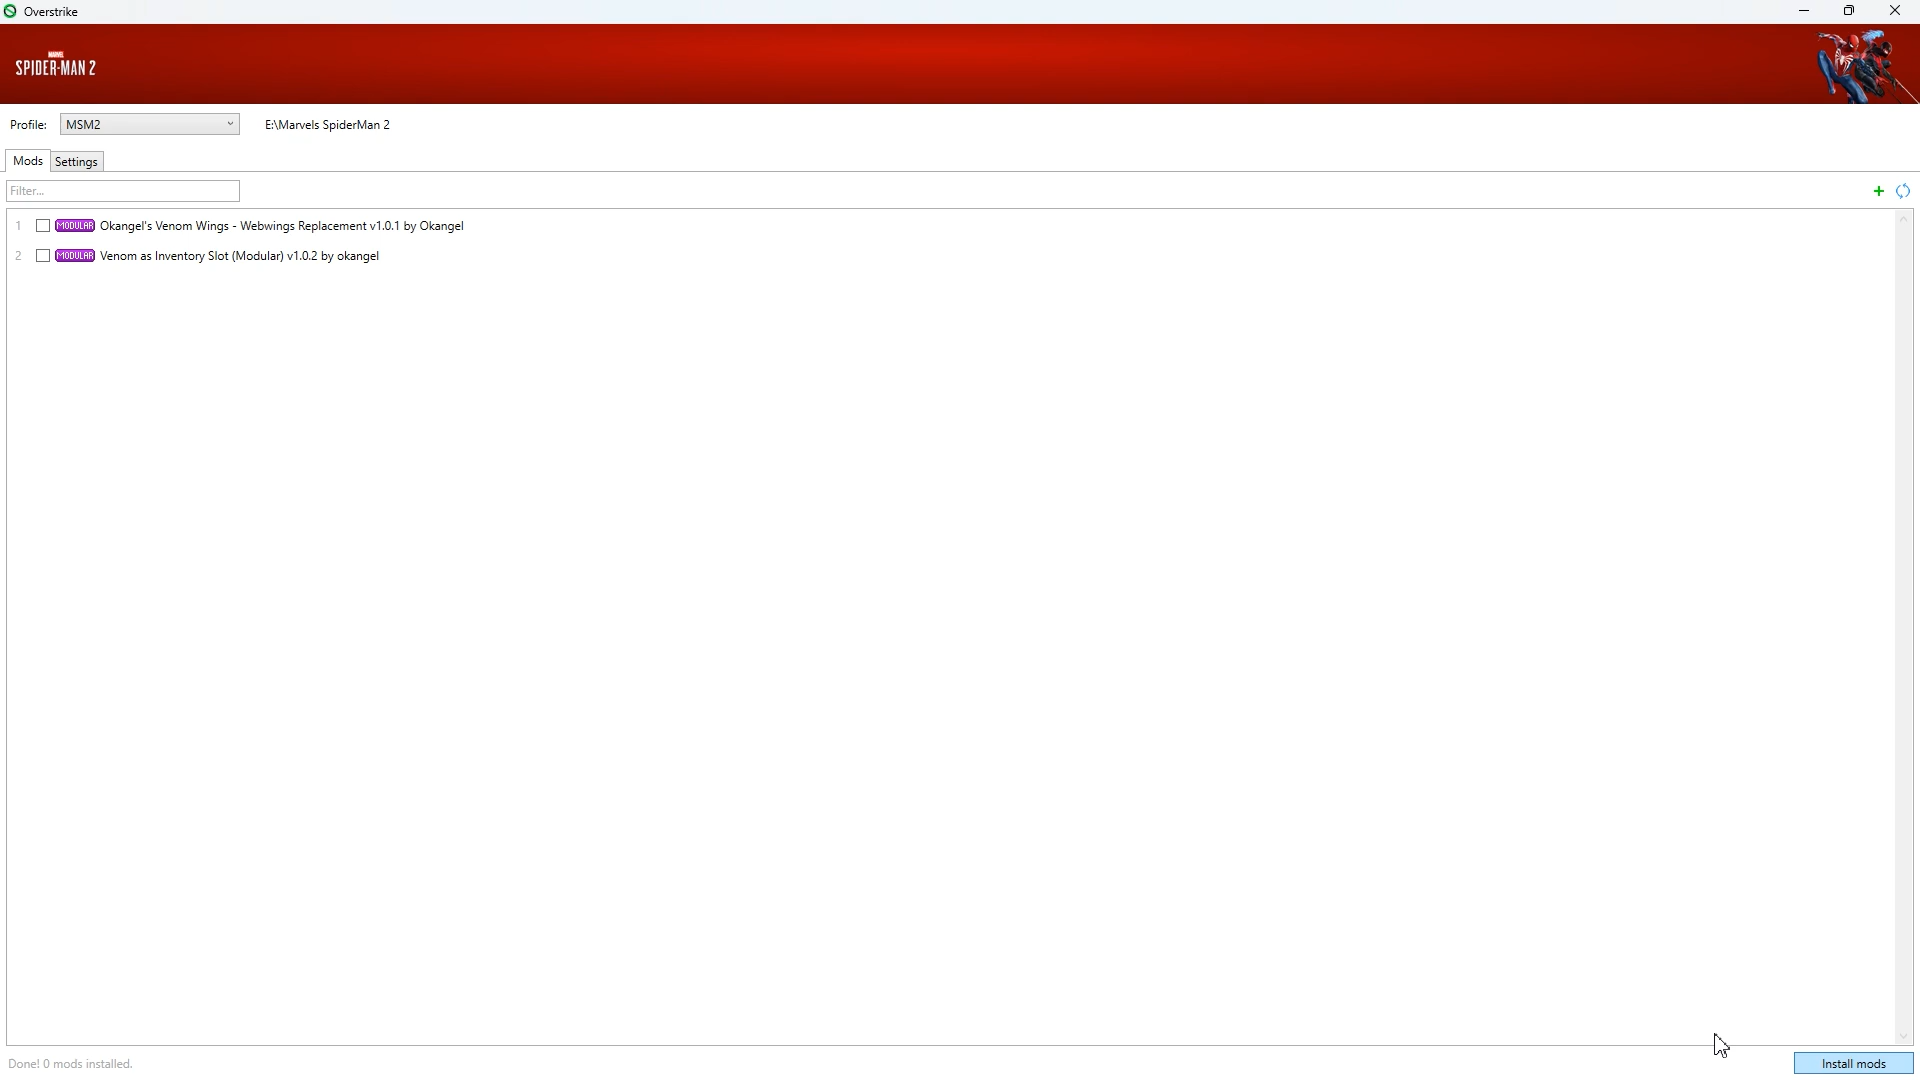 Overstrike
MARVEL
SPIDER-MAN 2
Profile: MSM2 E:\Marvels SpiderMan 2
Mods Settings
Filter...
1 MODULAR Okangel's Venom Wings - Webwings Replacement v1.0.1 by Okangel
2 MODULAR Venom as Inventory Slot (Modular) v1.0.2 by okangel
Done! 0 mods installed. Install mods